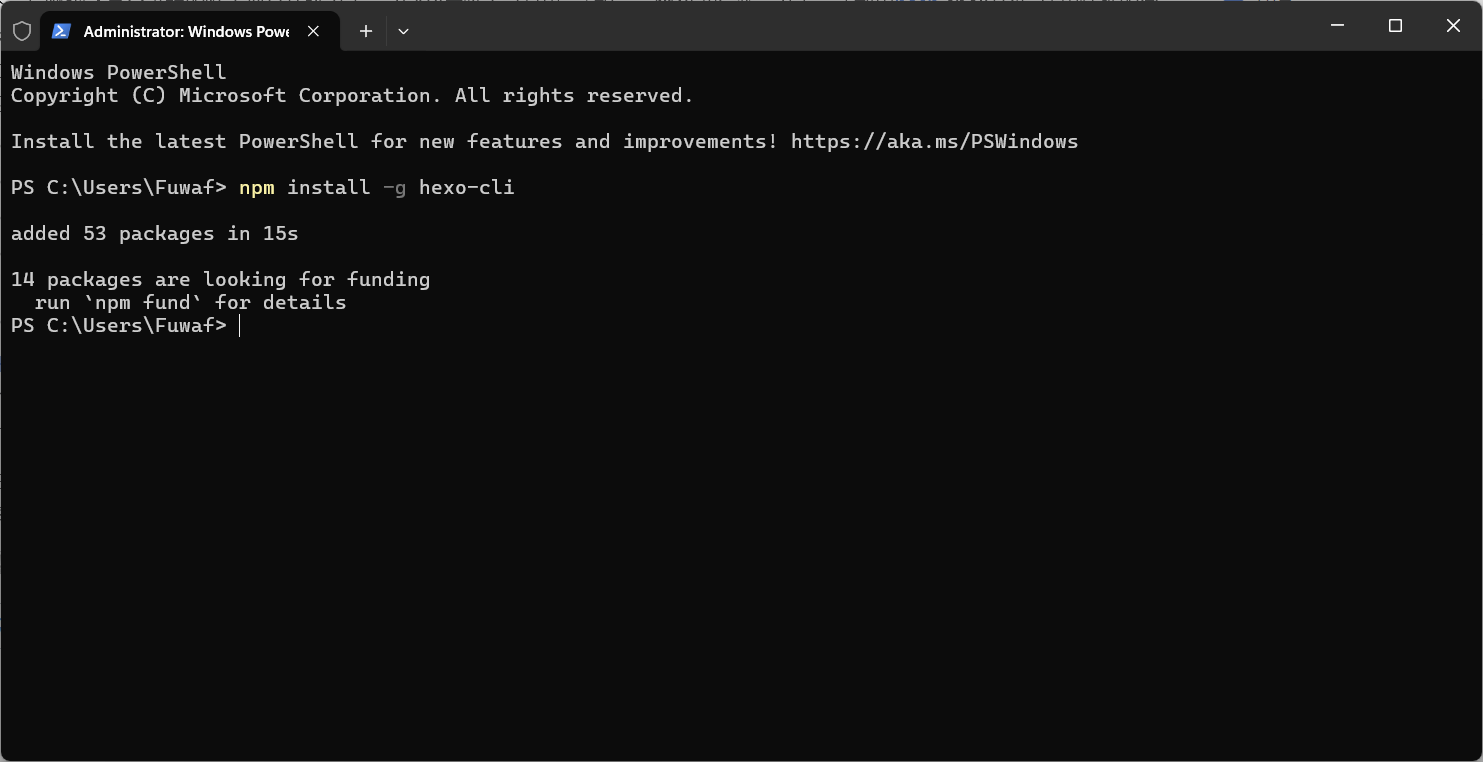 Administrator: Windows Powe
Windows PowerShell
Copyright (C) Microsoft Corporation. All rights reserved.
Install the latest PowerShell for new features and improvements! https://aka.ms/PSWindows
PS C:\Users\Fuwaf> npm install -g hexo-cli
added 53 packages in 15s
14 packages are looking for funding
  run `npm fund` for details
PS C:\Users\Fuwaf>